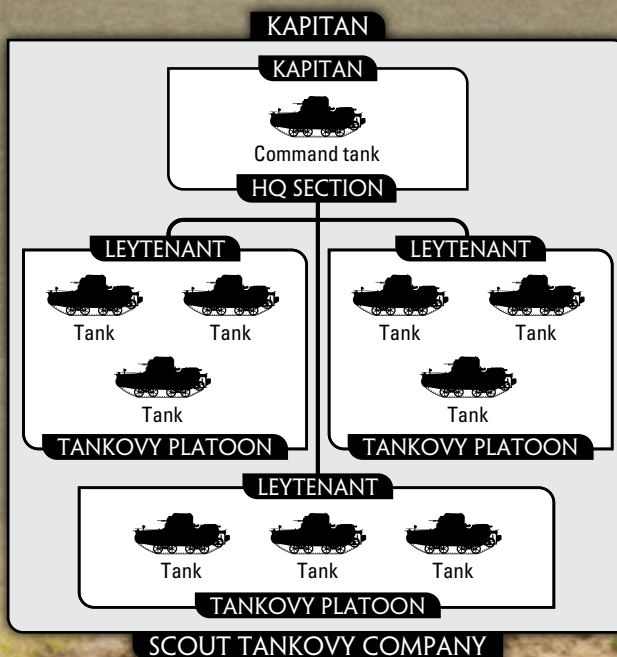 KAPITAN
KAPITAN
Command tank
HQ SECTION
LEYTENANT
Tank Tank
Tank
TANKOVY PLATOON
LEYTENANT
Tank Tank
Tank
TANKOVY PLATOON
LEYTENANT
Tank Tank Tank
TANKOVY PLATOON
SCOUT TANKOVY COMPANY